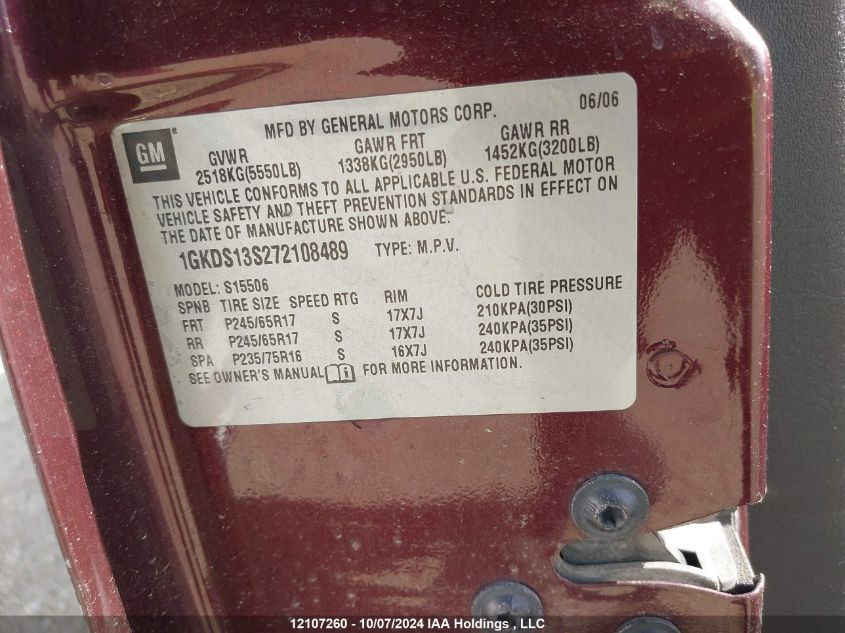 GM ®
MFD BY GENERAL MOTORS CORP. 06/06
GVWR GAWR FRT GAWR RR
2518KG(5550LB) 1338KG(2950LB) 1452KG(3200LB)
THIS VEHICLE CONFORMS TO ALL APPLICABLE U.S. FEDERAL MOTOR
VEHICLE SAFETY AND THEFT PREVENTION STANDARDS IN EFFECT ON
THE DATE OF MANUFACTURE SHOWN ABOVE.
1GKDS13S272108489 TYPE: M.P.V.
MODEL: S15506
SPNB TIRE SIZE SPEED RTG RIM COLD TIRE PRESSURE
FRT P245/65R17 S 17X7J 210KPA(30PSI)
RR P245/65R17 S 17X7J 240KPA(35PSI)
SPA P235/75R16 S 16X7J 240KPA(35PSI)
SEE OWNER'S MANUAL FOR MORE INFORMATION.
12107260 - 10/07/2024 IAA Holdings , LLC